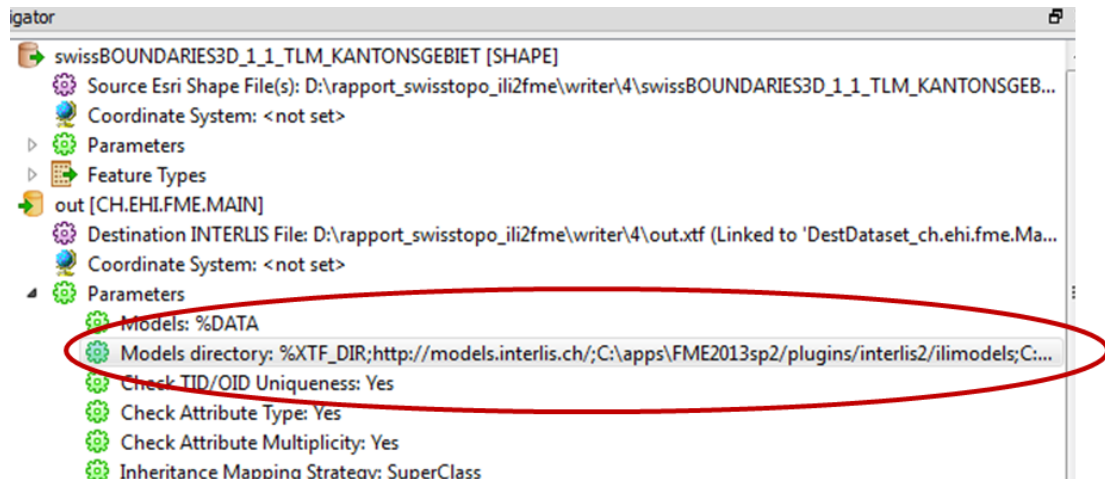 igator
swissBOUNDARIES3D_1_1_TLM_KANTONSGEBIET [SHAPE]
Source Esri Shape File(s): D:\rapport_swisstopo_ili2fme\writer\4\swissBOUNDARIES3D_1_1_TLM_KANTONSGEB...
Coordinate System: <not set>
Parameters
Feature Types
out [CH.EHI.FME.MAIN]
Destination INTERLIS File: D:\rapport_swisstopo_ili2fme\writer\4\out.xtf (Linked to 'DestDataset_ch.ehi.fme.Ma...
Coordinate System: <not set>
Parameters
Models: %DATA
Models directory: %XTF_DIR;http://models.interlis.ch/;C:\apps\FME2013sp2/plugins/interlis2/ilimodels;C:...
Check TID/OID Uniqueness: Yes
Check Attribute Type: Yes
Check Attribute Multiplicity: Yes
Inheritance Mapping Strategy: SuperClass